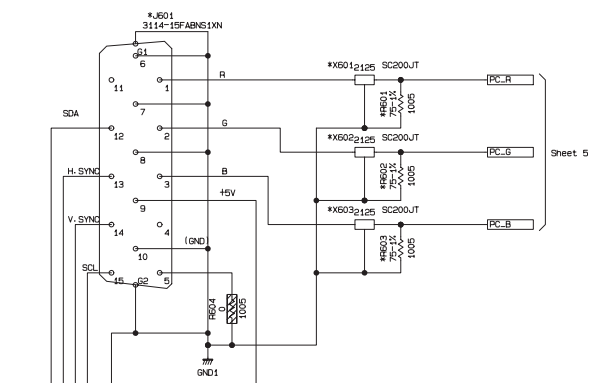 *J601
3114-15FABNS1XN
G1
6
11
1
R
*X601 2125 SC200JT
PC_R
*R601
75-1%
1005
SDA
7
12
2
G
*X602 2125 SC200JT
PC_G
*R602
75-1%
1005
Sheet 5
8
H.SYNC
13
3
B
+5V
*X603 2125 SC200JT
PC_B
*R603
75-1%
1005
9
V.SYNC
14
4
(GND)
10
SCL
15
G2
5
R604
0
1005
GND1